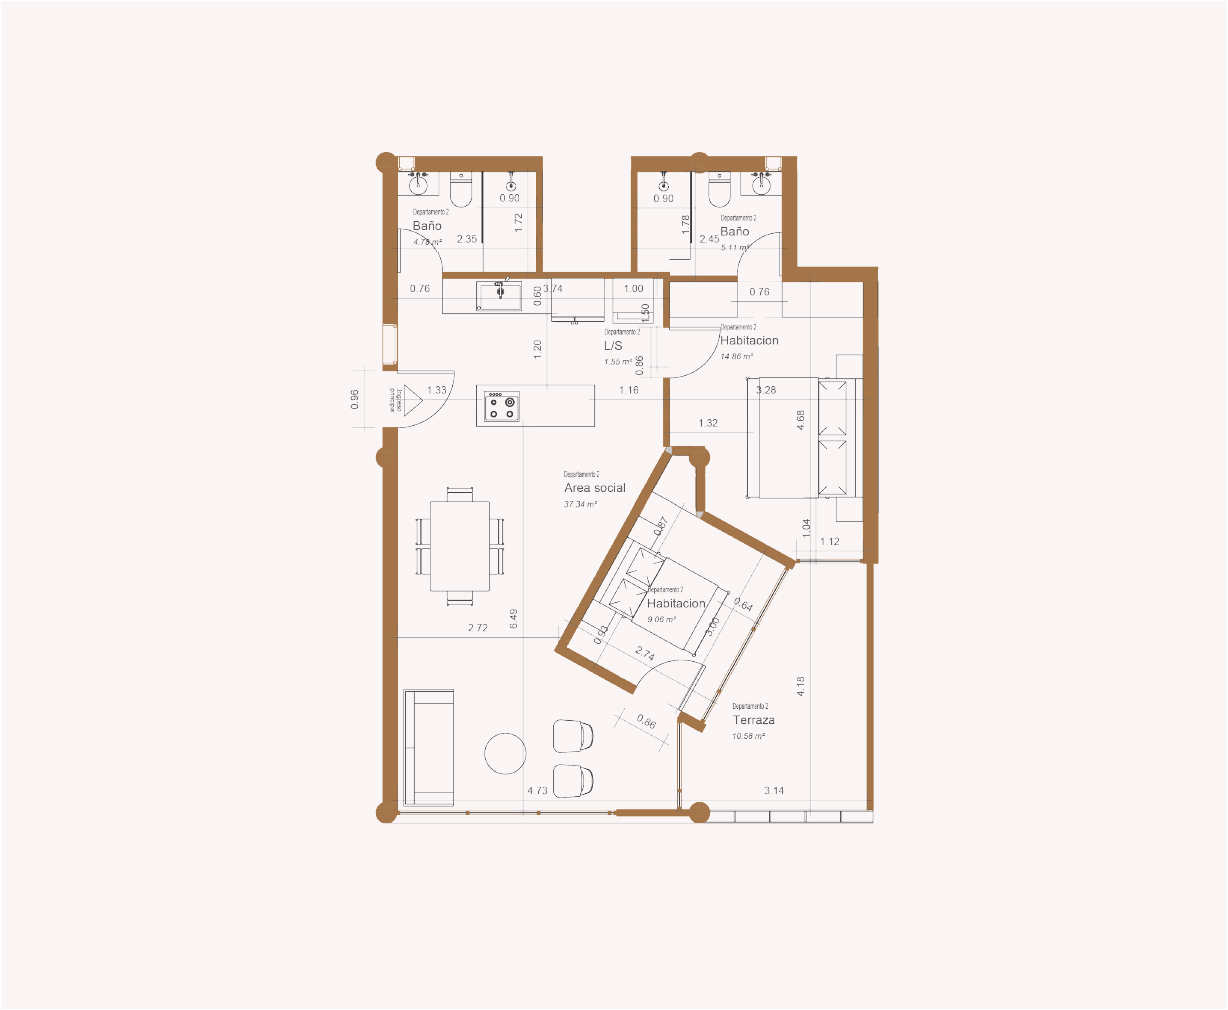 0.90
0.90
Departamento 2
Baño
4.78 m²
1.72
2.35
1.78
Departamento 2
Baño
5.11 m²
2.45
0.76
3.74
0.60
1.00
1.50
0.76
Departamento 2
L/S
1.55 m²
Departamento 2
Habitacion
14.86 m²
1.20
0.86
0.96
Ingreso
principal
1.33
1.16
3.28
1.32
4.68
Departamento 2
Area social
37.34 m²
0.87
1.04
1.12
Departamento 2
Habitacion
9.06 m²
0.64
3.00
6.49
2.72
0.93
2.74
4.18
0.86
Departamento 2
Terraza
10.58 m²
4.73
3.14